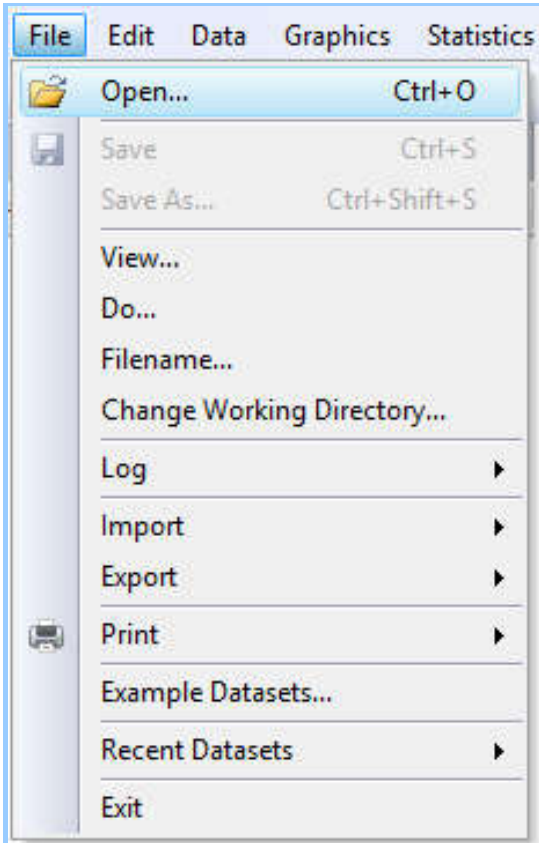 File Edit Data Graphics Statistics
Open... Ctrl+O
Save Ctrl+S
Save As... Ctrl+Shift+S
View...
Do...
Filename...
Change Working Directory...
Log
Import
Export
Print
Example Datasets...
Recent Datasets
Exit